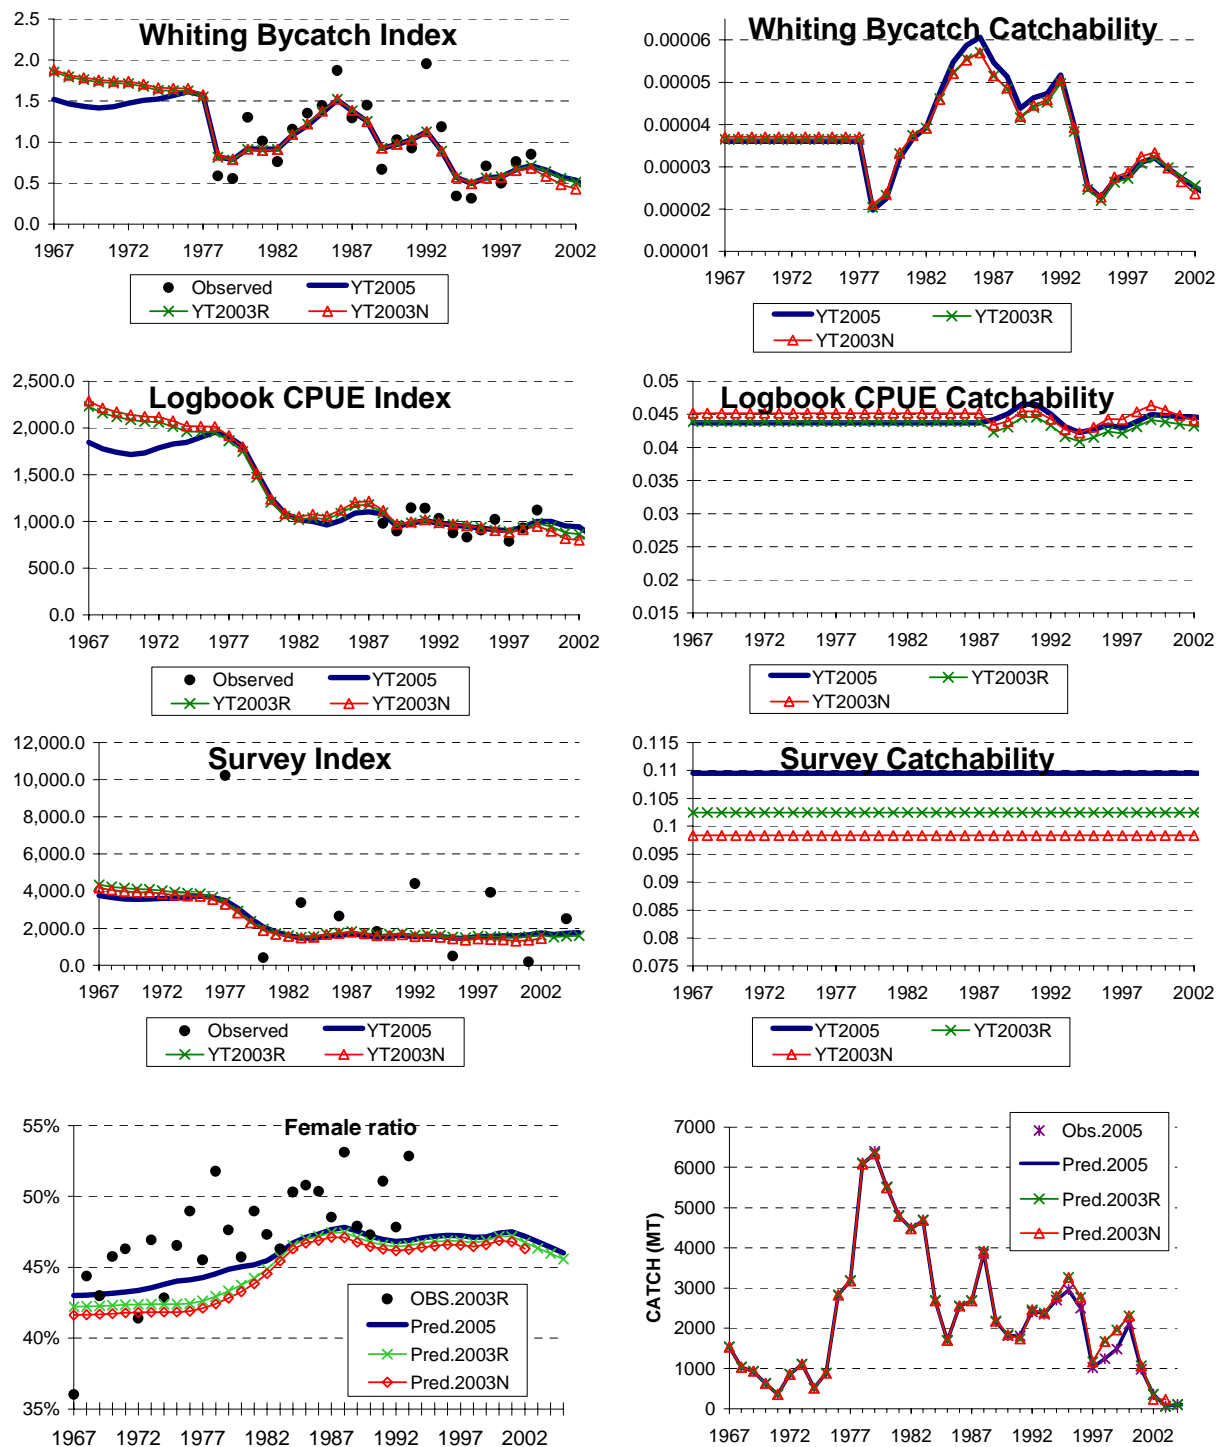 Whiting Bycatch Index
2.5
2.0
1.5
1.0
0.5
0.0
1967 1972 1977 1982 1987 1992 1997 2002
Observed YT2005
YT2003R YT2003N
Whiting Bycatch Catchability
0.00006
0.00005
0.00004
0.00003
0.00002
0.00001
1967 1972 1977 1982 1987 1992 1997 2002
YT2005 YT2003R
YT2003N
Logbook CPUE Index
2,500.0
2,000.0
1,500.0
1,000.0
500.0
0.0
1967 1972 1977 1982 1987 1992 1997 2002
Observed YT2005
YT2003R YT2003N
Logbook CPUE Catchability
0.05
0.045
0.04
0.035
0.03
0.025
0.02
0.015
1967 1972 1977 1982 1987 1992 1997 2002
YT2005 YT2003R
YT2003N
Survey Index
12,000.0
10,000.0
8,000.0
6,000.0
4,000.0
2,000.0
0.0
1967 1972 1977 1982 1987 1992 1997 2002
Observed YT2005
YT2003R YT2003N
Survey Catchability
0.115
0.11
0.105
0.1
0.095
0.09
0.085
0.08
0.075
1967 1972 1977 1982 1987 1992 1997 2002
YT2005 YT2003R
YT2003N
Female ratio
55%
50%
45%
40%
35%
1967 1972 1977 1982 1987 1992 1997 2002
OBS.2003R
Pred.2005
Pred.2003R
Pred.2003N
CATCH (MT)
7000
6000
5000
4000
3000
2000
1000
0
1967 1972 1977 1982 1987 1992 1997 2002
Obs.2005
Pred.2005
Pred.2003R
Pred.2003N